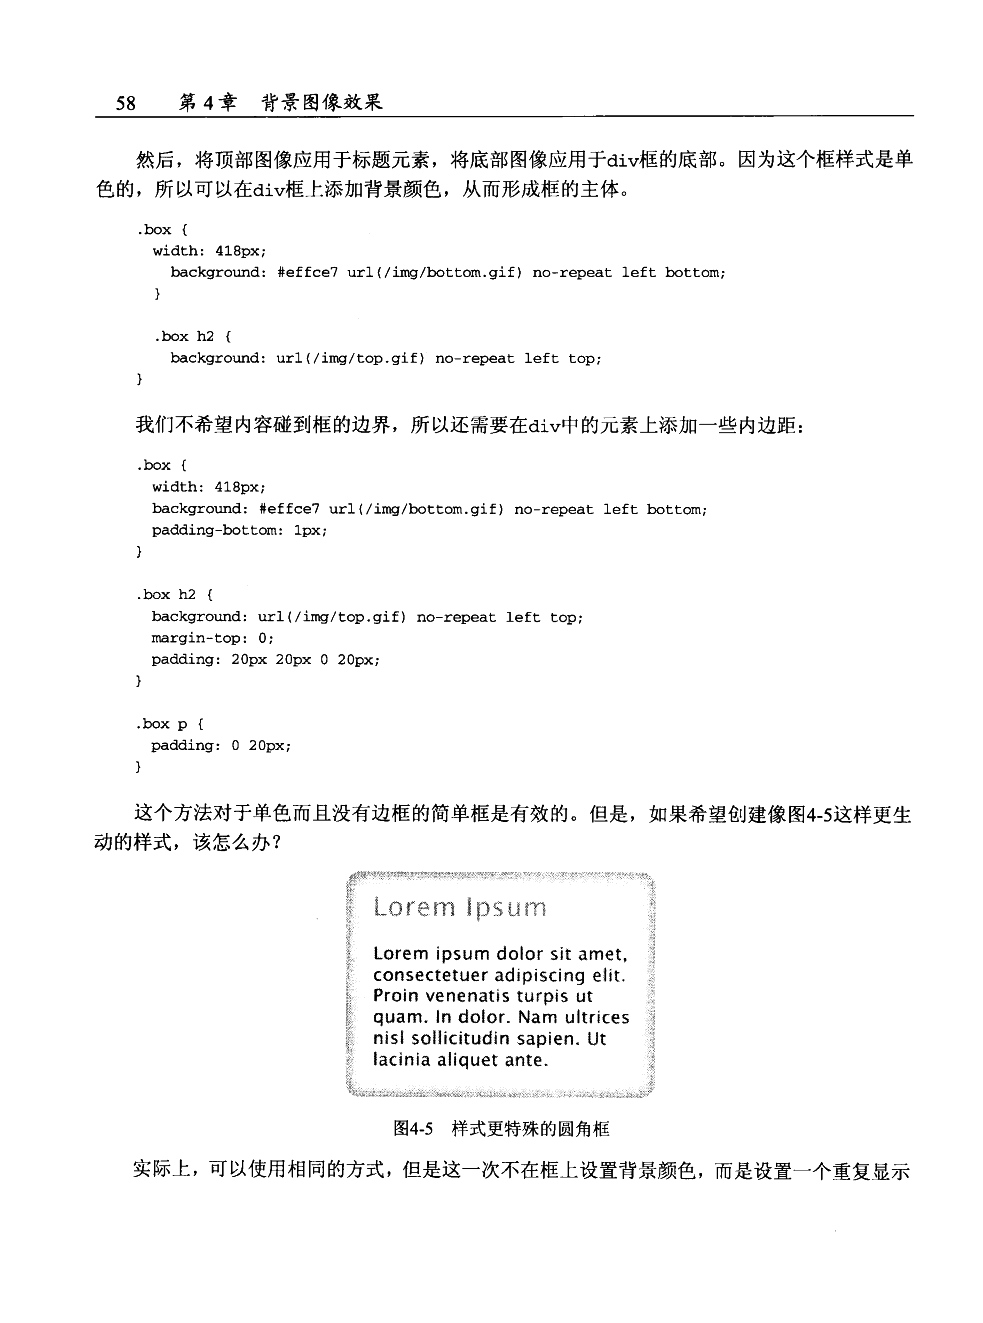 58 第 4 章 背景图像效果
然后，将顶部图像应用于标题元素，将底部图像应用于div框的底部。因为这个框样式是单
色的，所以可以在div框上添加背景颜色，从而形成框的主体。
.box {
width: 418px;
background: #effce7 url(/img/bottom.gif) no-repeat left bottom;
}
.box h2 {
background: url(/img/top.gif) no-repeat left top;
}
我们不希望内容碰到框的边界，所以还需要在div中的元素上添加一些内边距：
.box {
width: 418px;
background: #effce7 url(/img/bottom.gif) no-repeat left bottom;
padding-bottom: 1px;
}
.box h2 {
background: url(/img/top.gif) no-repeat left top;
margin-top: 0;
padding: 20px 20px 0 20px;
}
.box p {
padding: 0 20px;
}
这个方法对于单色而且没有边框的简单框是有效的。但是，如果希望创建像图4-5这样更生
动的样式，该怎么办？
Lorem Ipsum
Lorem ipsum dolor sit amet,
consectetuer adipiscing elit.
Proin venenatis turpis ut
quam. In dolor. Nam ultrices
nisl sollicitudin sapien. Ut
lacinia aliquet ante.
图4-5 样式更特殊的圆角框
实际上，可以使用相同的方式，但是这一次不在框上设置背景颜色，而是设置一个重复显示